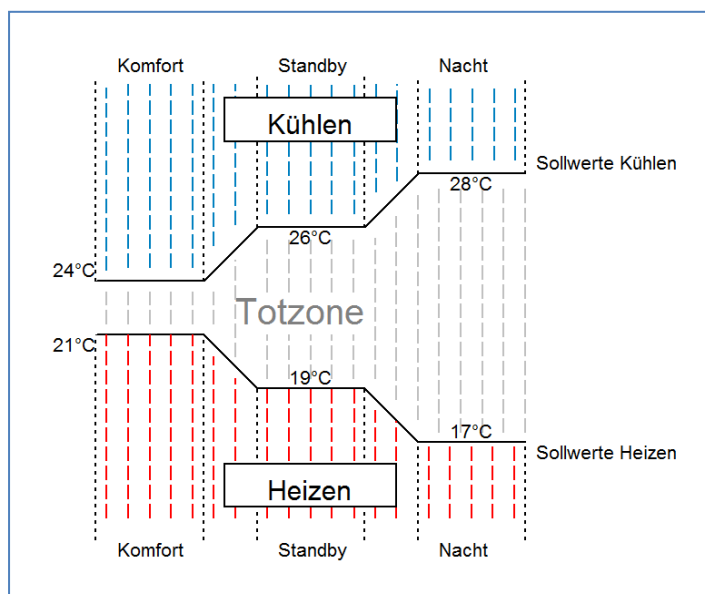 Komfort Standby Nacht
Kühlen
Sollwerte Kühlen
28°C
26°C
24°C
Totzone
21°C
19°C
17°C
Sollwerte Heizen
Heizen
Komfort Standby Nacht